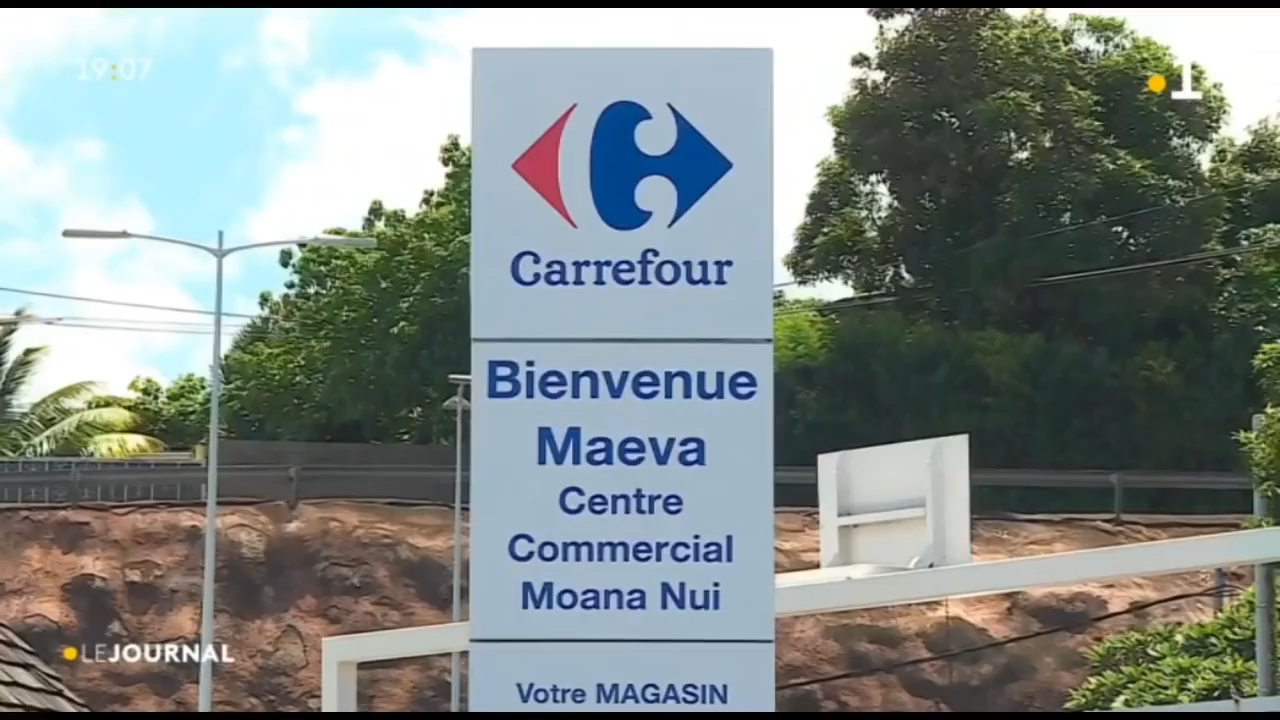 19:07
1
Carrefour
Bienvenue
Maeva
Centre
Commercial
Moana Nui
LEJOURNAL
Votre MAGASIN